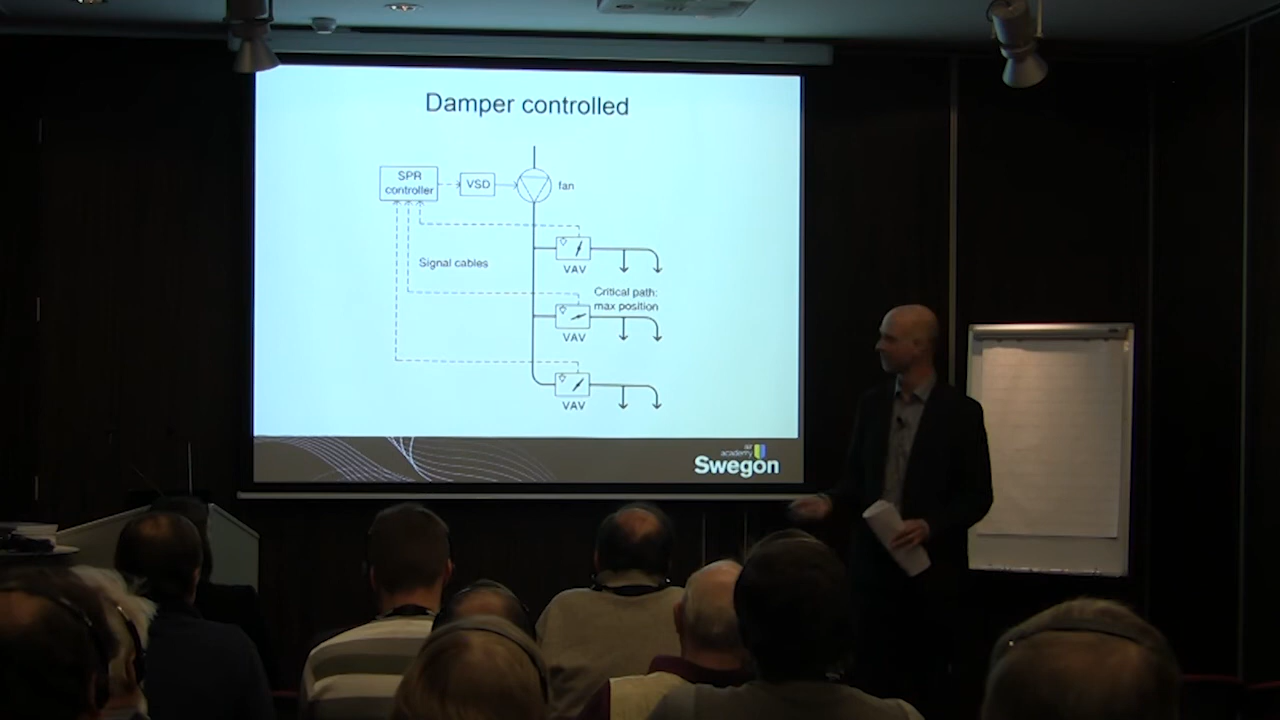 Damper controlled
SPR
controller
VSD
fan
VAV
Signal cables
Critical path:
max position
VAV
VAV
air
academy
Swegon